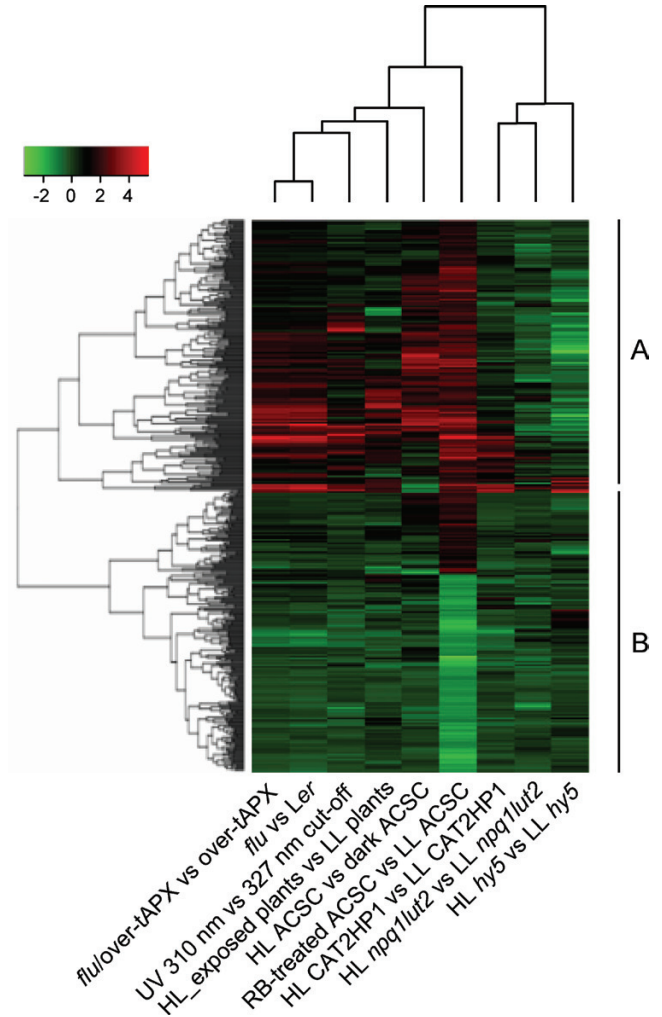 -2 0 2 4
A
B
flu/over-tAPX vs over-tAPX
flu vs Ler
UV 310 nm vs 327 nm cut-off
HL_exposed plants vs LL plants
HL ACSC vs dark ACSC
RB-treated ACSC vs LL ACSC
HL CAT2HP1 vs LL CAT2HP1
HL npq1lut2 vs LL npq1lut2
HL hy5 vs LL hy5